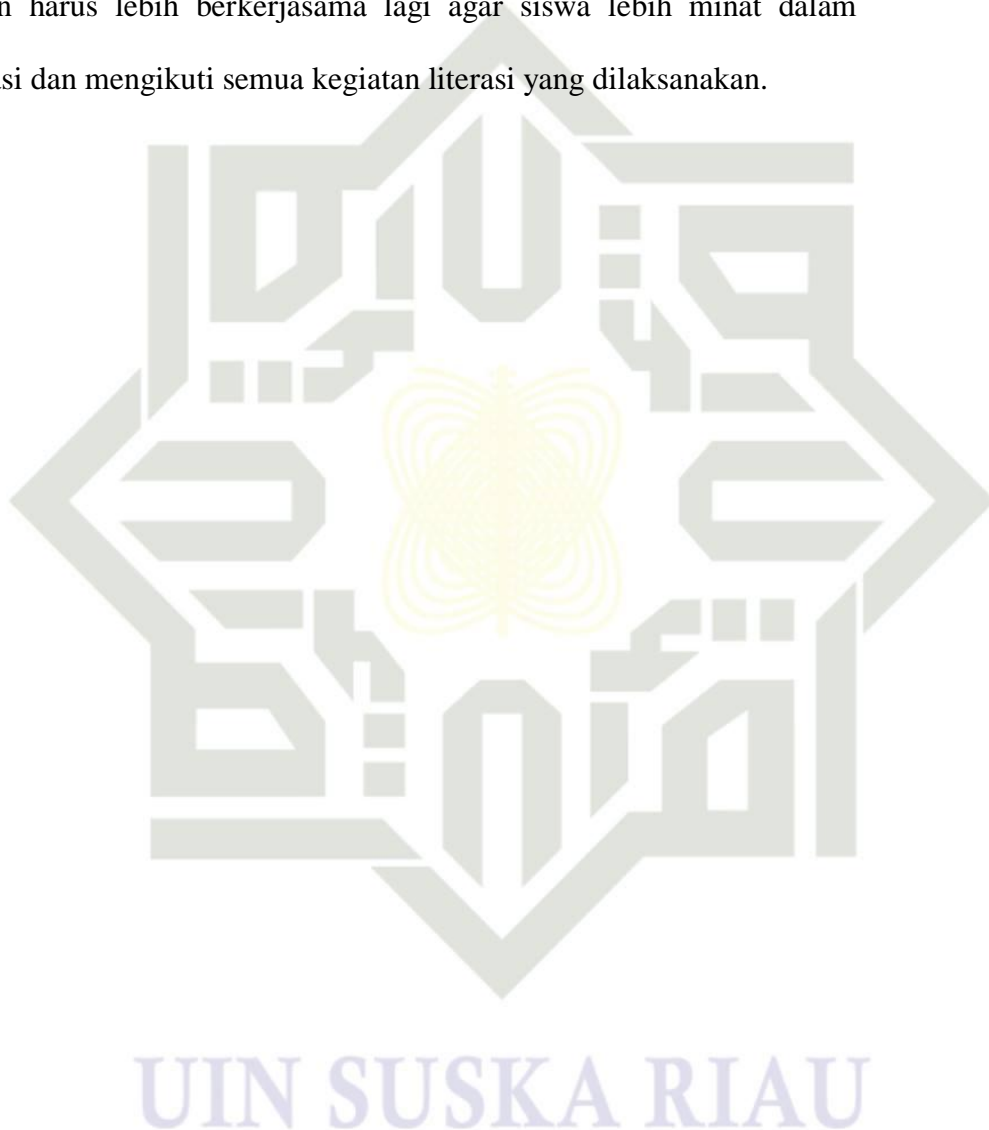 harus lebih berkerjasama lagi agar siswa lebih minat dalam
dan mengikuti semua kegiatan literasi yang dilaksanakan.
UIN SUSKA RIAU